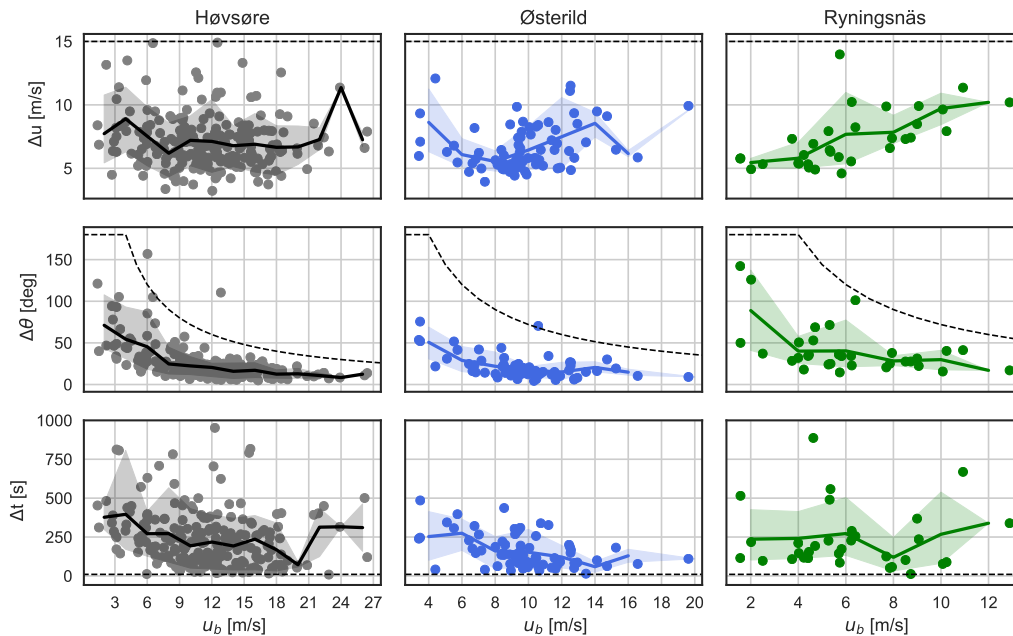 Høvsøre Østerild Ryningsnäs
15
10
5
Δu [m/s]
150
100
50
0
Δθ [deg]
1000
750
500
250
0
Δt [s]
3 6 9 12 15 18 21 24 27
4 6 8 10 12 14 16 18 20
2 4 6 8 10 12
u_b [m/s] u_b [m/s] u_b [m/s]